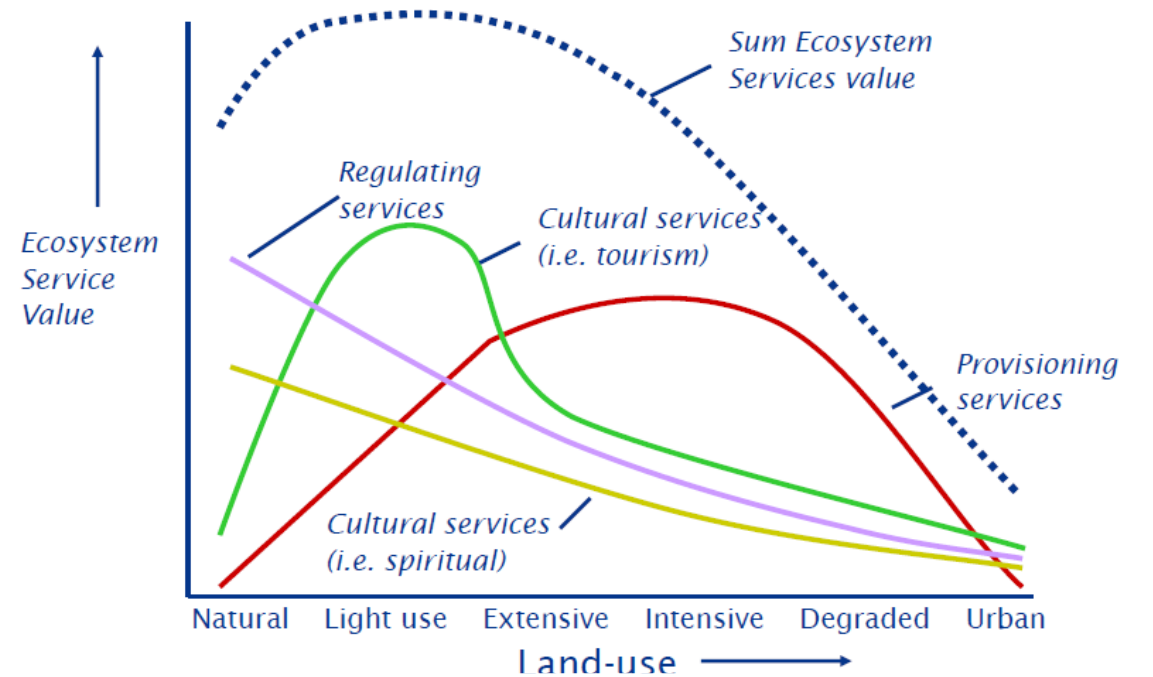 Sum Ecosystem
Services value
Regulating
services
Cultural services
(i.e. tourism)
Ecosystem
Service
Value
Provisioning
services
Cultural services
(i.e. spiritual)
Natural Light use Extensive Intensive Degraded Urban
Land-use